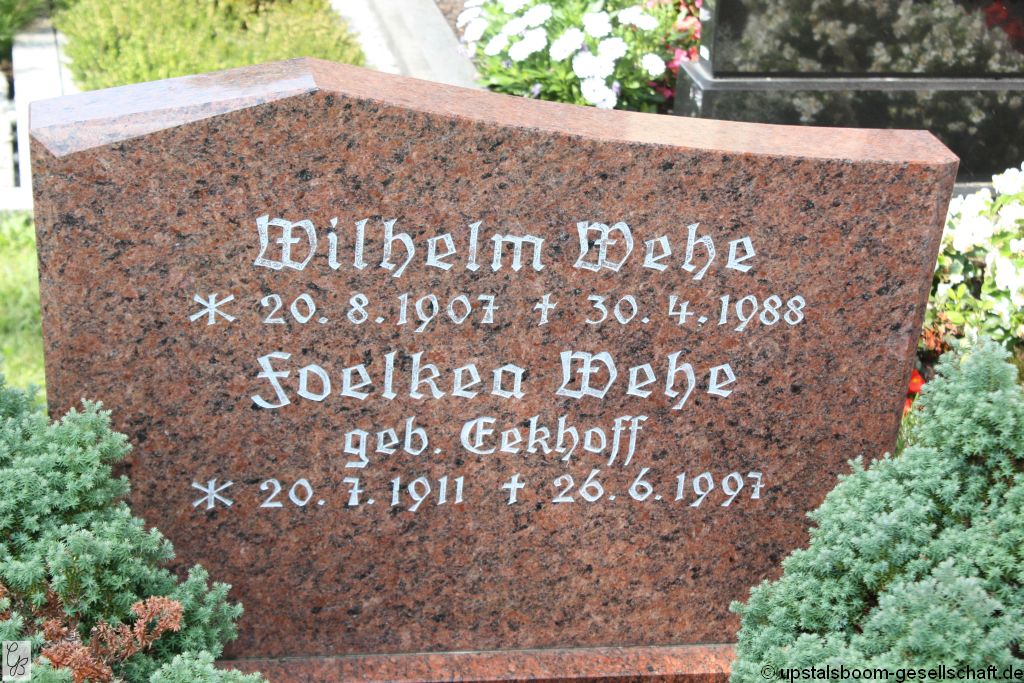 Wilhelm Wehe
* 20. 8. 1907 † 30. 4. 1988
Foelkea Wehe
geb. Eekhoff
* 20. 7. 1911 † 26. 6. 1997
© upstalsboom-gesellschaft.de